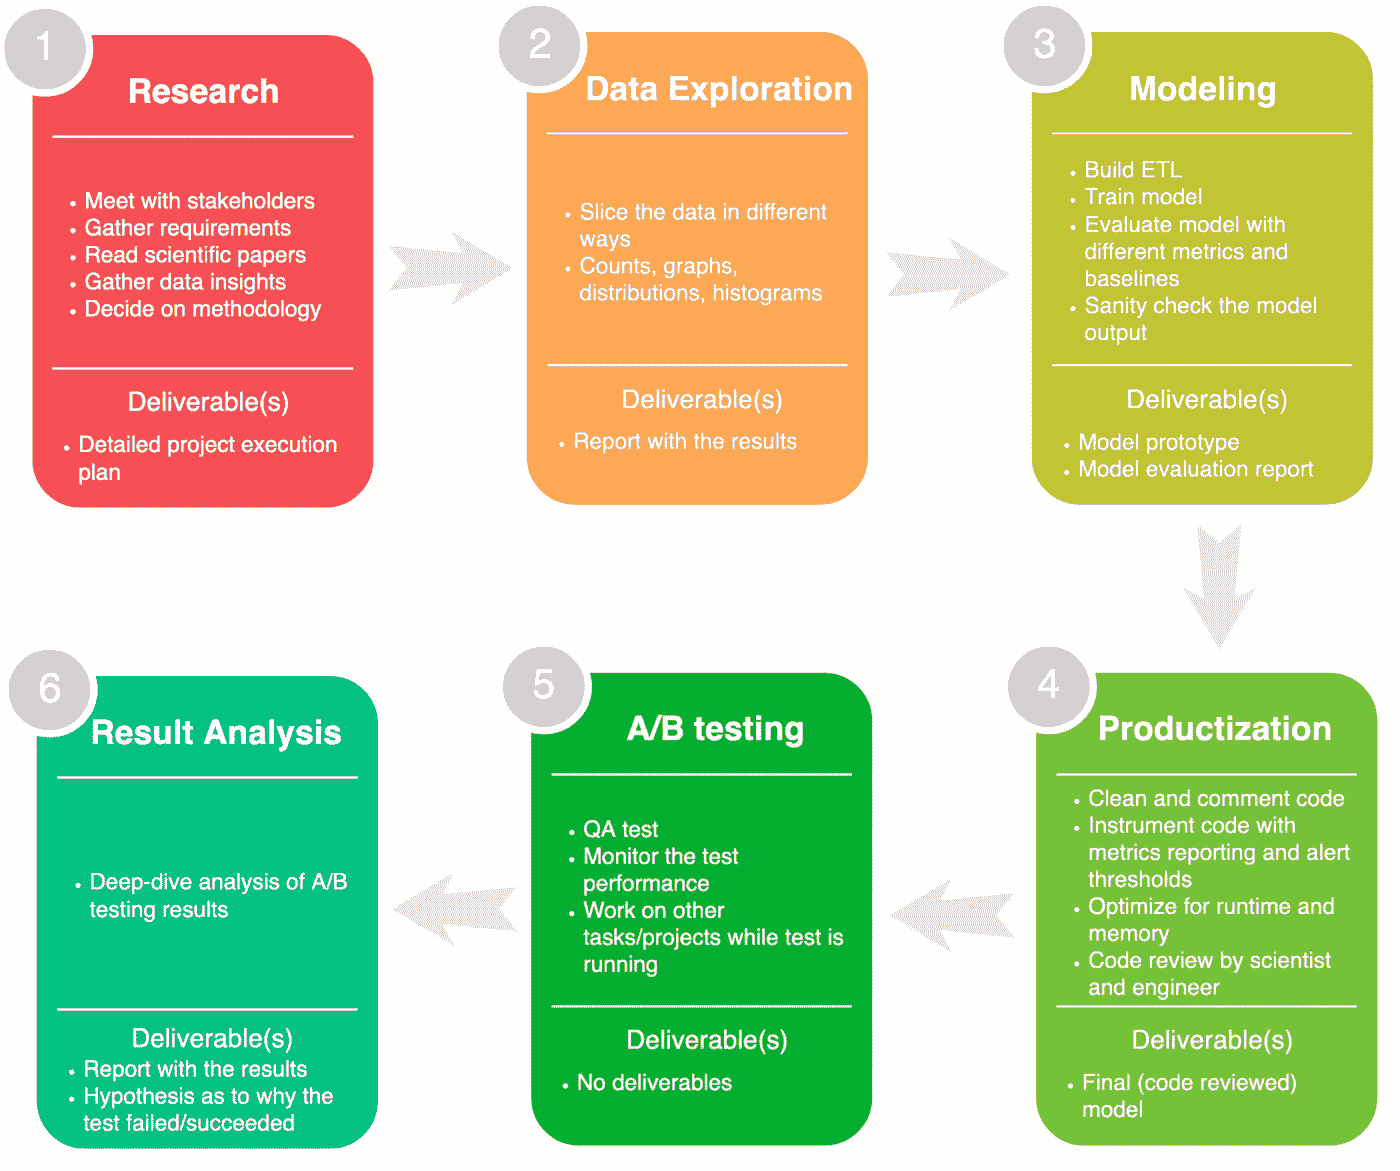 1
Research
• Meet with stakeholders
• Gather requirements
• Read scientific papers
• Gather data insights
• Decide on methodology
Deliverable(s)
• Detailed project execution
plan
2
Data Exploration
• Slice the data in different
ways
• Counts, graphs,
distributions, histograms
Deliverable(s)
• Report with the results
3
Modeling
• Build ETL
• Train model
• Evaluate model with
different metrics and
baselines
• Sanity check the model
output
Deliverable(s)
• Model prototype
• Model evaluation report
4
Productization
• Clean and comment code
• Instrument code with
metrics reporting and alert
thresholds
• Optimize for runtime and
memory
• Code review by scientist
and engineer
Deliverable(s)
• Final (code reviewed)
model
5
A/B testing
• QA test
• Monitor the test
performance
• Work on other
tasks/projects while test is
running
Deliverable(s)
• No deliverables
6
Result Analysis
• Deep-dive analysis of A/B
testing results
Deliverable(s)
• Report with the results
• Hypothesis as to why the
test failed/succeeded